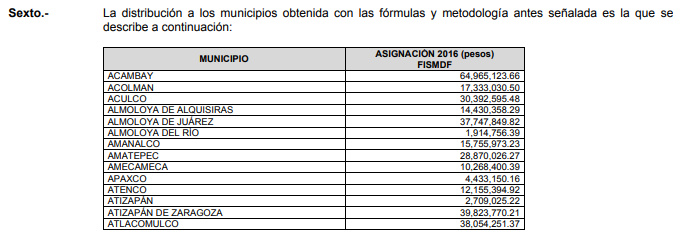 Sexto.- La distribución a los municipios obtenida con las fórmulas y metodología antes señalada es la que se
describe a continuación:
MUNICIPIO ASIGNACIÓN 2016 (pesos)
FISMDF
ACAMBAY 64,965,123.66
ACOLMAN 17,333,030.50
ACULCO 30,392,595.48
ALMOLOYA DE ALQUISIRAS 14,430,358.29
ALMOLOYA DE JUÁREZ 37,747,849.82
ALMOLOYA DEL RÍO 1,914,756.39
AMANALCO 15,755,973.23
AMATEPEC 28,870,026.27
AMECAMECA 10,268,400.39
APAXCO 4,433,150.16
ATENCO 12,155,394.92
ATIZAPÁN 2,709,025.22
ATIZAPÁN DE ZARAGOZA 39,823,770.21
ATLACOMULCO 38,054,251.37